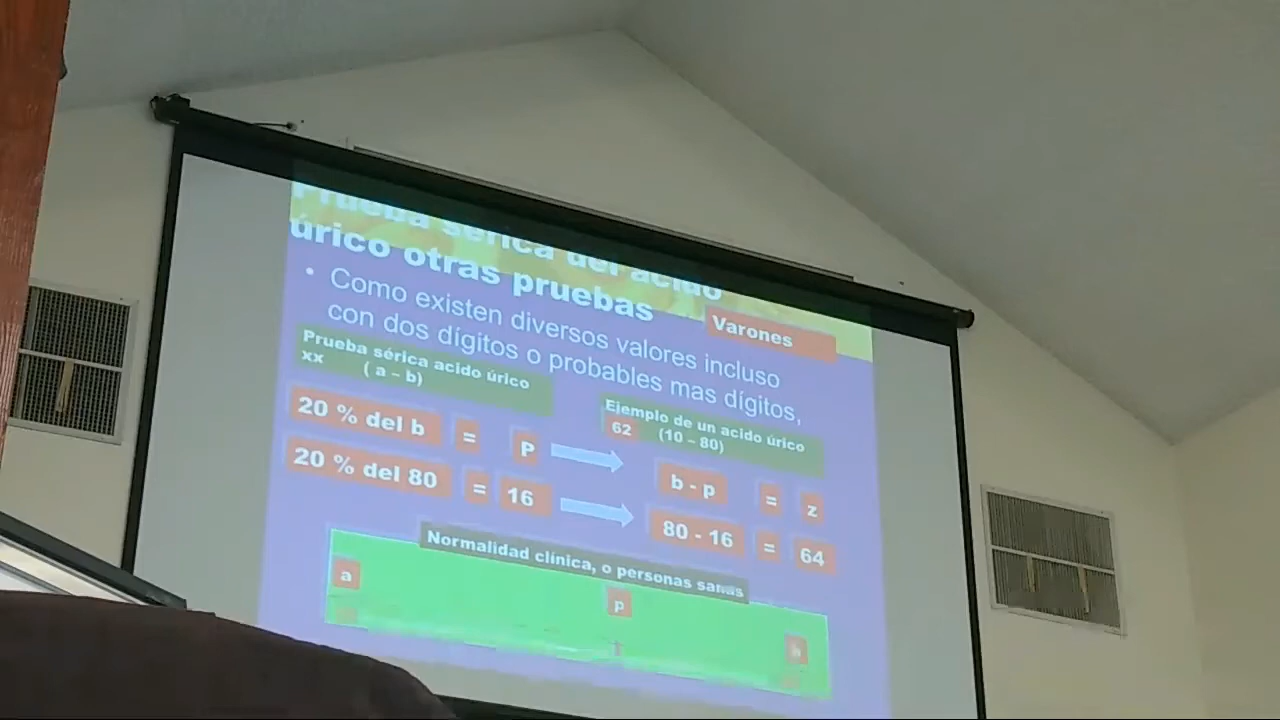 Prueba sérica del acido
úrico otras pruebas
Varones
• Como existen diversos valores incluso
con dos dígitos o probables mas dígitos,
Prueba sérica acido úrico
xx ( a – b)
Ejemplo de un acido úrico
62 (10 – 80)
20 % del b = P
b - p = z
20 % del 80 = 16
80 - 16 = 64
Normalidad clínica, o personas sanas
a
p
b